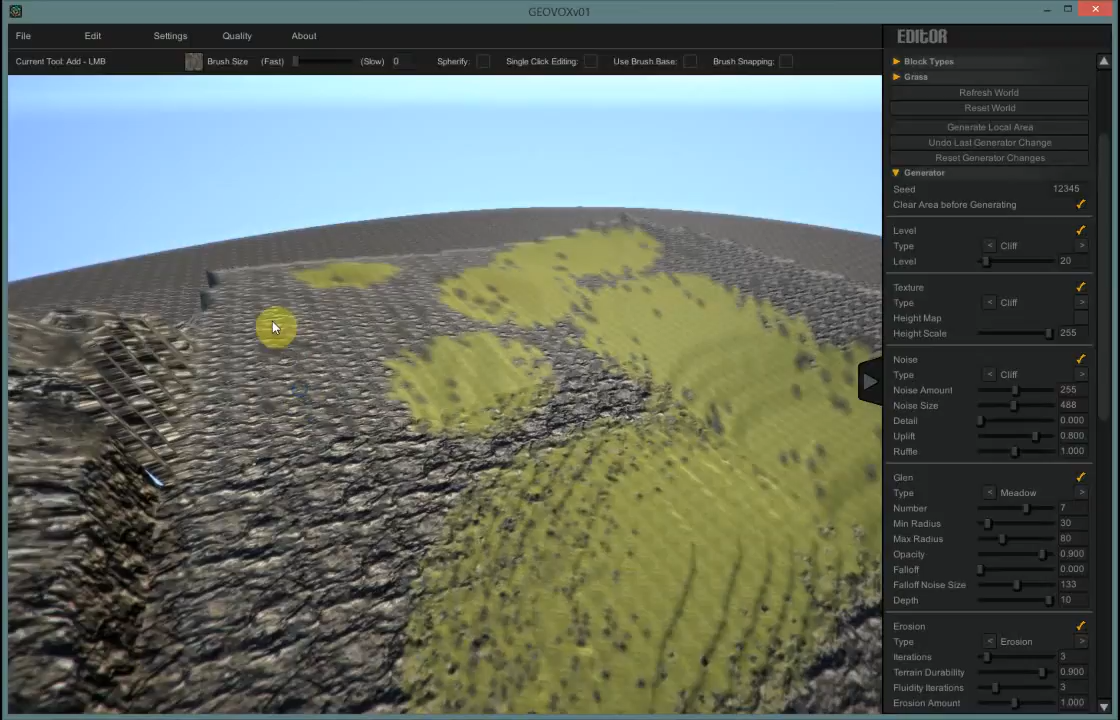 GEOVOXv01
File Edit Settings Quality About
Current Tool: Add - LMB Brush Size (Fast) (Slow) 0 Spherify: Single Click Editing: Use Brush Base: Brush Snapping:
EDITOR
Block Types
Grass
Refresh World
Reset World
Generate Local Area
Undo Last Generator Change
Reset Generator Changes
Generator
Seed 12345
Clear Area before Generating
Level
Type < Cliff >
Level 20
Texture
Type < Cliff >
Height Map
Height Scale 255
Noise
Type < Cliff >
Noise Amount 255
Noise Size 488
Detail 0.000
Uplift 0.800
Ruffle 1.000
Glen
Type < Meadow >
Number 7
Min Radius 30
Max Radius 80
Opacity 0.900
Falloff 0.000
Falloff Noise Size 133
Depth 10
Erosion
Type < Erosion >
Iterations 3
Terrain Durability 0.900
Fluidity Iterations 3
Erosion Amount 1.000